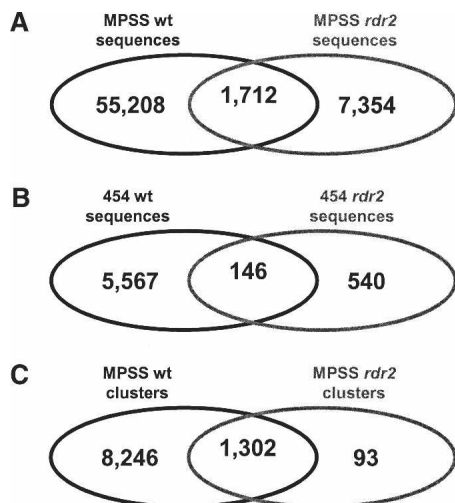 A
MPSS wt MPSS rdr2
sequences sequences
55,208 1,712 7,354
B
454 wt 454 rdr2
sequences sequences
5,567 146 540
C
MPSS wt MPSS rdr2
clusters clusters
8,246 1,302 93